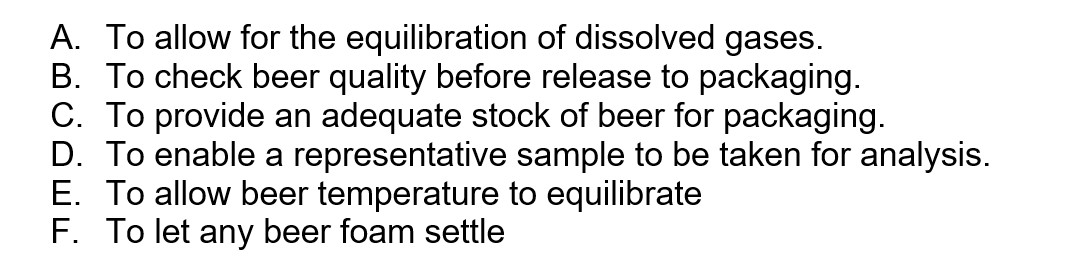 A. To allow for the equilibration of dissolved gases.
B. To check beer quality before release to packaging.
C. To provide an adequate stock of beer for packaging.
D. To enable a representative sample to be taken for analysis.
E. To allow beer temperature to equilibrate
F. To let any beer foam settle